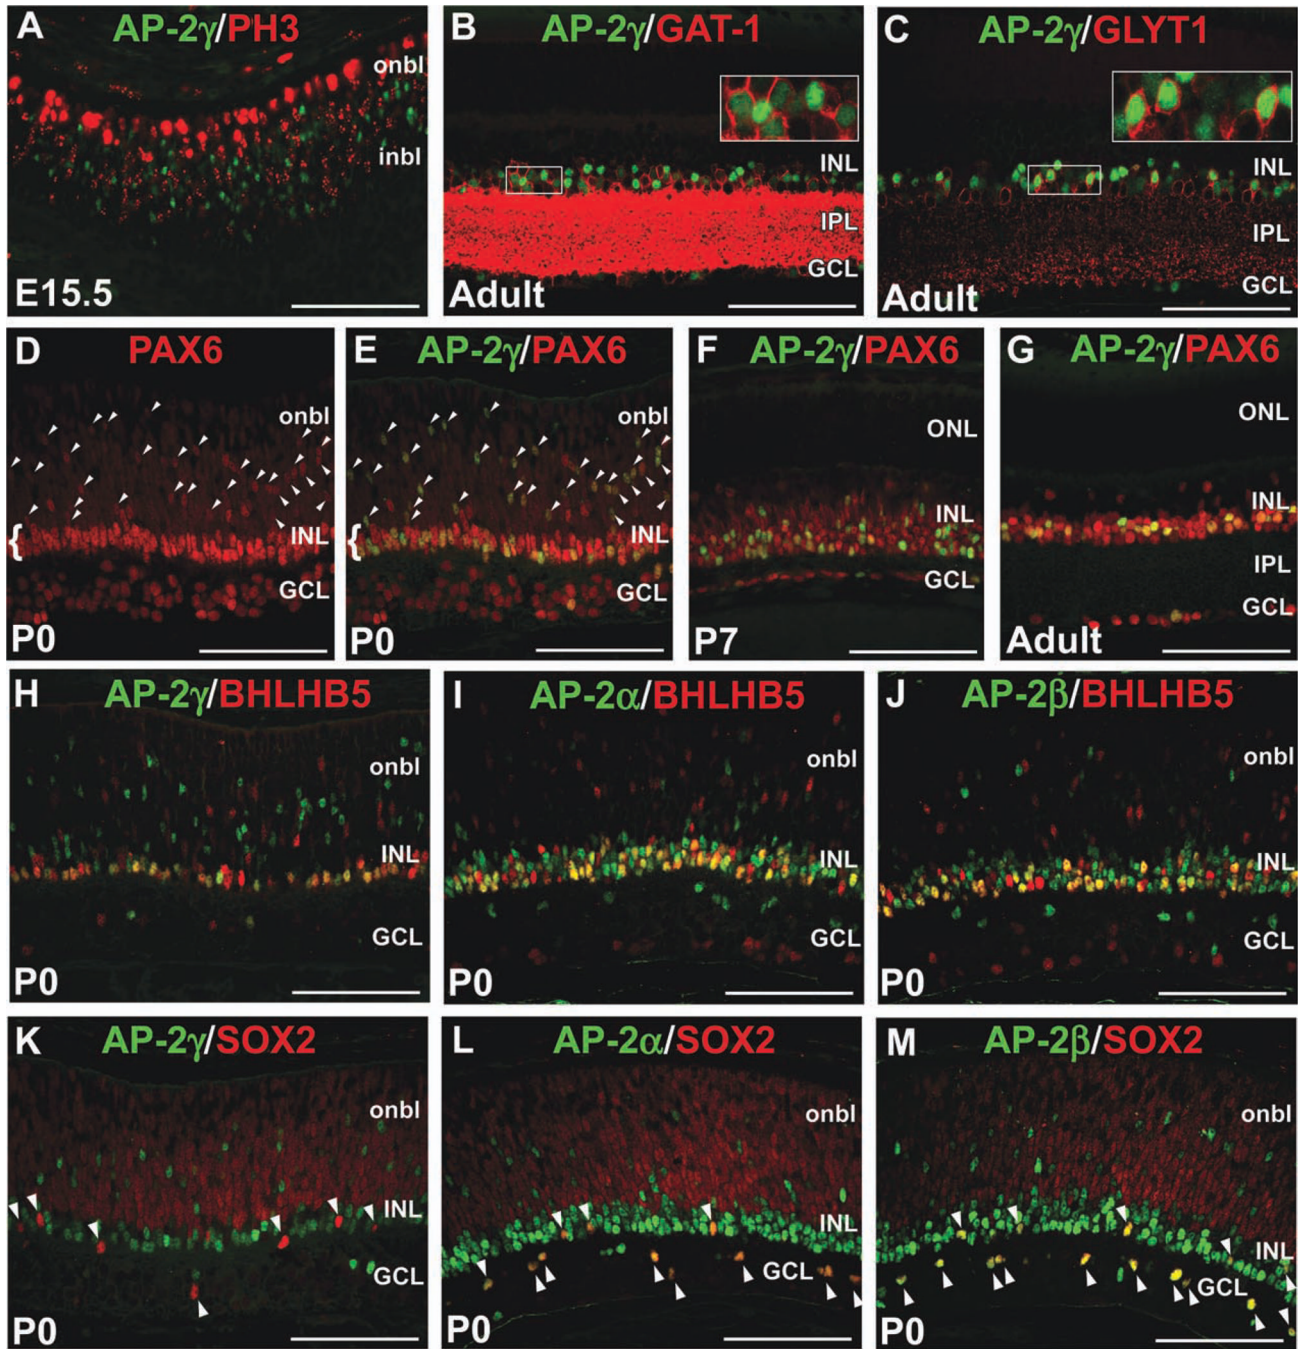 A AP-2γ/PH3
onbl
inbl
E15.5
B AP-2γ/GAT-1
INL
IPL
GCL
Adult
C AP-2γ/GLYT1
INL
IPL
GCL
Adult
D PAX6
onbl
{ INL
GCL
P0
E AP-2γ/PAX6
onbl
{ INL
GCL
P0
F AP-2γ/PAX6
ONL
INL
GCL
P7
G AP-2γ/PAX6
ONL
INL
IPL
GCL
Adult
H AP-2γ/BHLHB5
onbl
INL
GCL
P0
I AP-2α/BHLHB5
onbl
INL
GCL
P0
J AP-2β/BHLHB5
onbl
INL
GCL
P0
K AP-2γ/SOX2
onbl
INL
GCL
P0
L AP-2α/SOX2
onbl
INL
GCL
P0
M AP-2β/SOX2
onbl
INL
GCL
P0